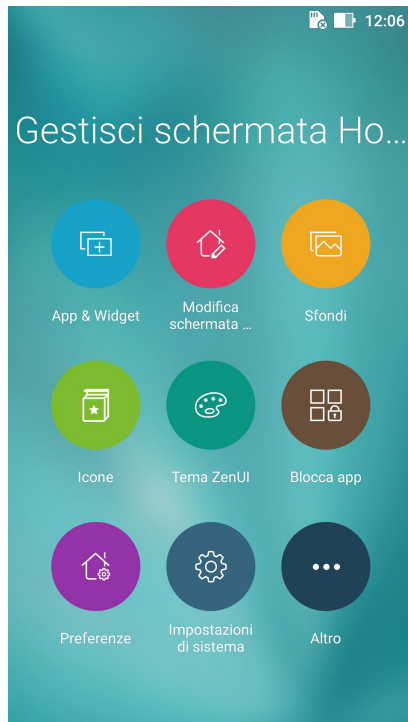 12:06
Gestisci schermata Ho...
App & Widget
Modifica
schermata ...
Sfondi
Icone
Tema ZenUI
Blocca app
Preferenze
Impostazioni
di sistema
Altro